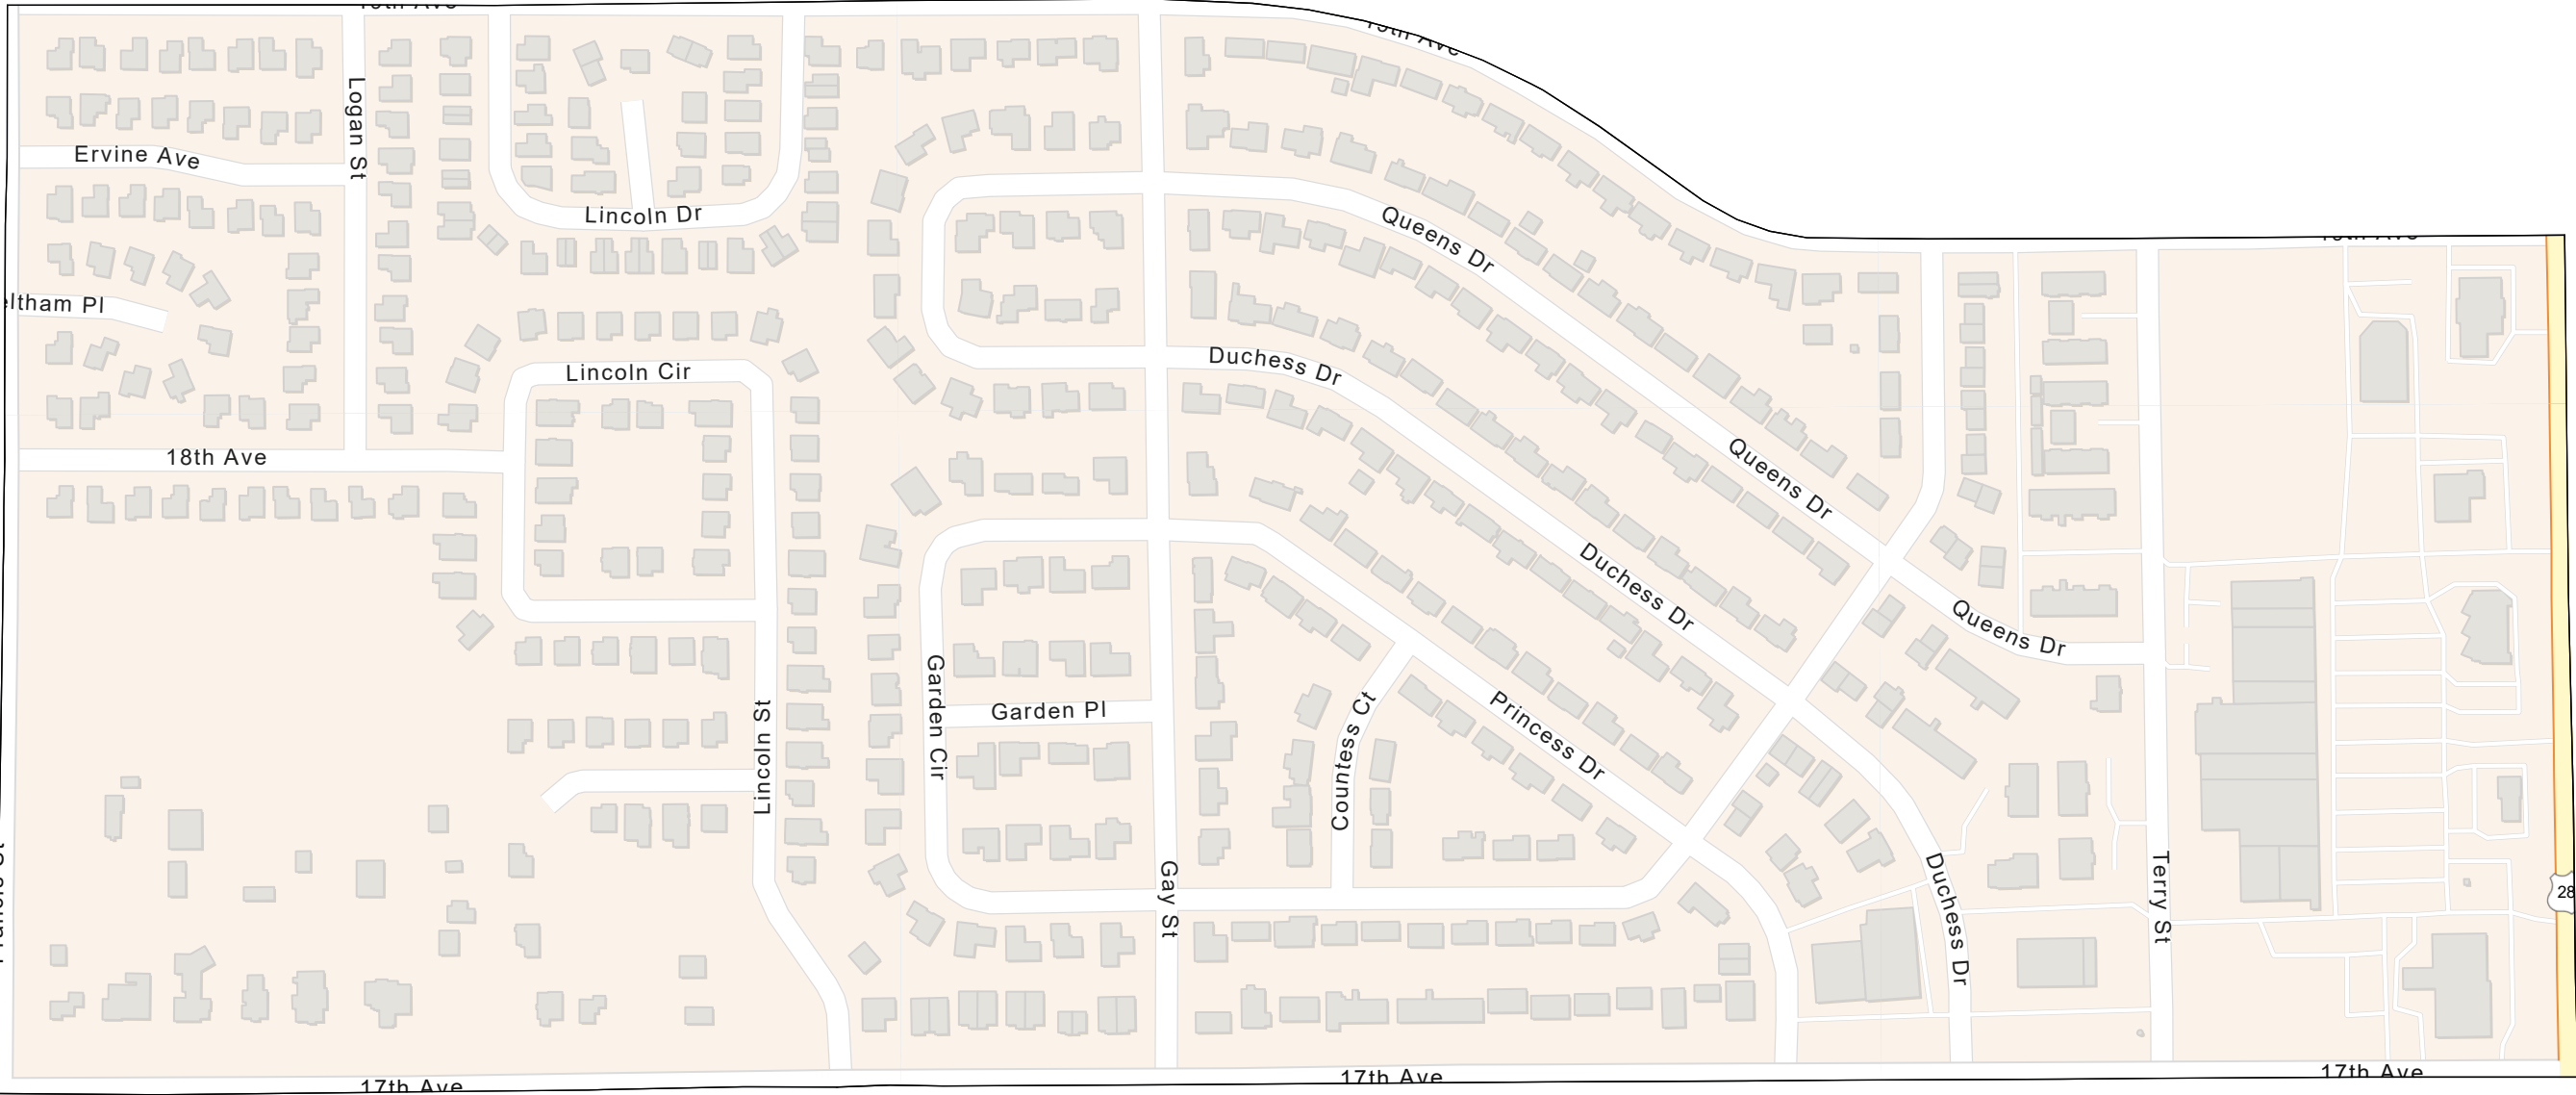 Logan St
Ervine Ave
Lincoln Dr
Queens Dr
ltham Pl
Duchess Dr
Lincoln Cir
18th Ave
Queens Dr
Duchess Dr
Queens Dr
Garden Cir
Garden Pl
Lincoln St
Countess Ct
Princess Dr
Gay St
Duchess Dr
Terry St
28
17th Ave
17th Ave
17th Ave